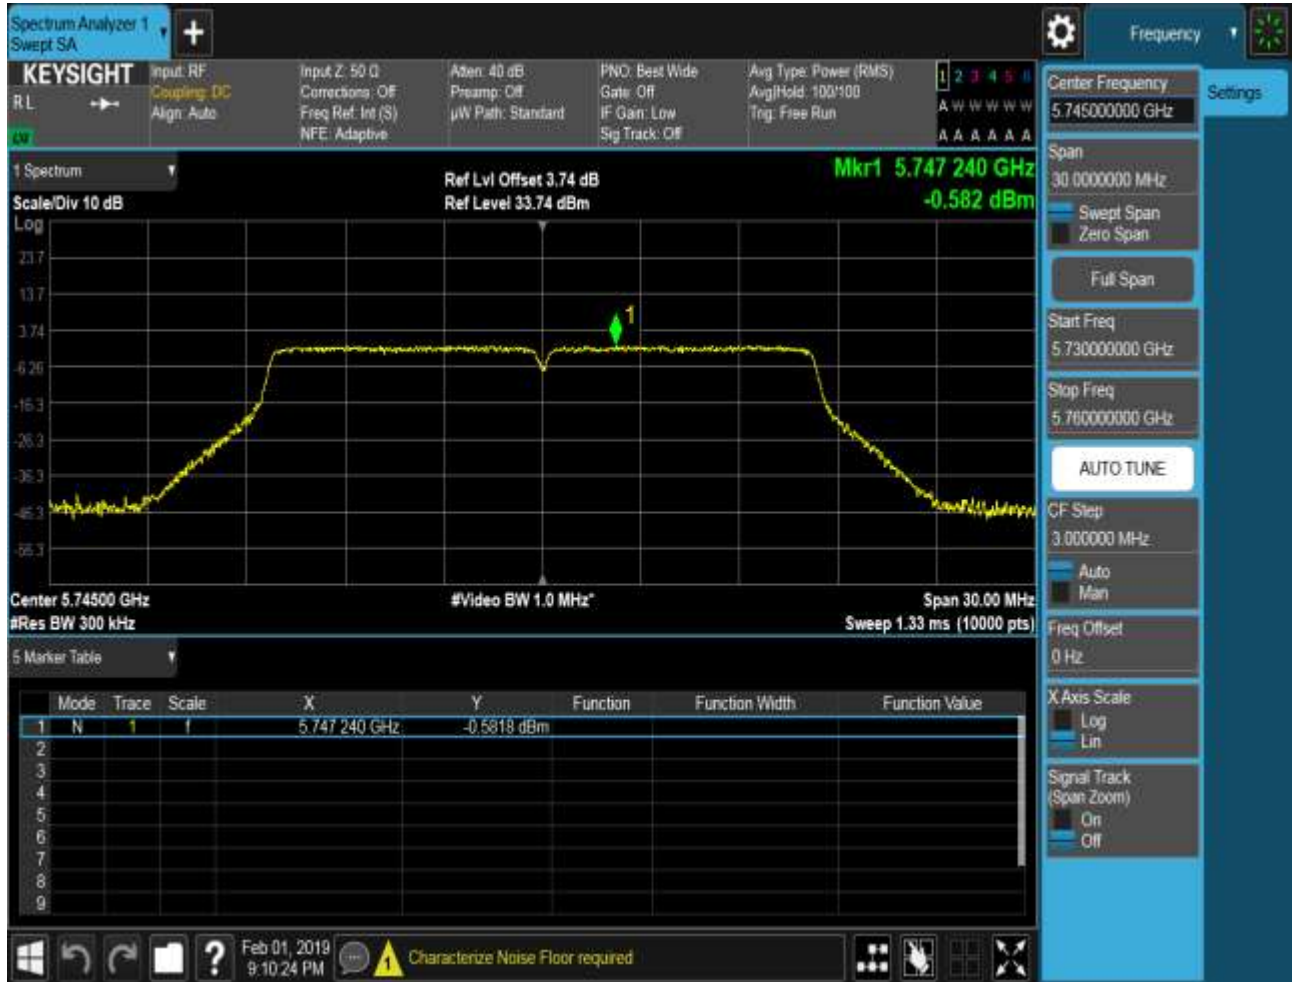 Spectrum Analyzer 1
Swept SA
+
Frequency
KEYSIGHT
RL
Input: RF
Coupling: DC
Align: Auto
Input Z: 50 Ω
Corrections: Off
Freq Ref: Int (S)
NFE: Adaptive
Atten: 40 dB
Preamp: Off
µW Path: Standard
PNO: Best Wide
Gate: Off
IF Gain: Low
Sig Track: Off
Avg Type: Power (RMS)
Avg|Hold: 100/100
Trig: Free Run
1 2 3 4 5 6
A W W W W W
A A A A A A
1 Spectrum
Scale/Div 10 dB
Log
Ref Lvl Offset 3.74 dB
Ref Level 33.74 dBm
Mkr1 5.747 240 GHz
-0.582 dBm
23.7
13.7
3.74
-6.26
-16.3
-26.3
-36.3
-46.3
-56.3
1
Center 5.74500 GHz
#Res BW 300 kHz
#Video BW 1.0 MHz*
Span 30.00 MHz
Sweep 1.33 ms (10000 pts)
5 Marker Table
Mode Trace Scale X Y Function Function Width Function Value
1 N 1 f 5.747 240 GHz -0.5818 dBm
2
3
4
5
6
7
8
9
Feb 01, 2019
9:10:24 PM
?
1
Characterize Noise Floor required
Center Frequency
5.745000000 GHz
Settings
Span
30.0000000 MHz
Swept Span
Zero Span
Full Span
Start Freq
5.730000000 GHz
Stop Freq
5.760000000 GHz
AUTO TUNE
CF Step
3.000000 MHz
Auto
Man
Freq Offset
0 Hz
X Axis Scale
Log
Lin
Signal Track
(Span Zoom)
On
Off